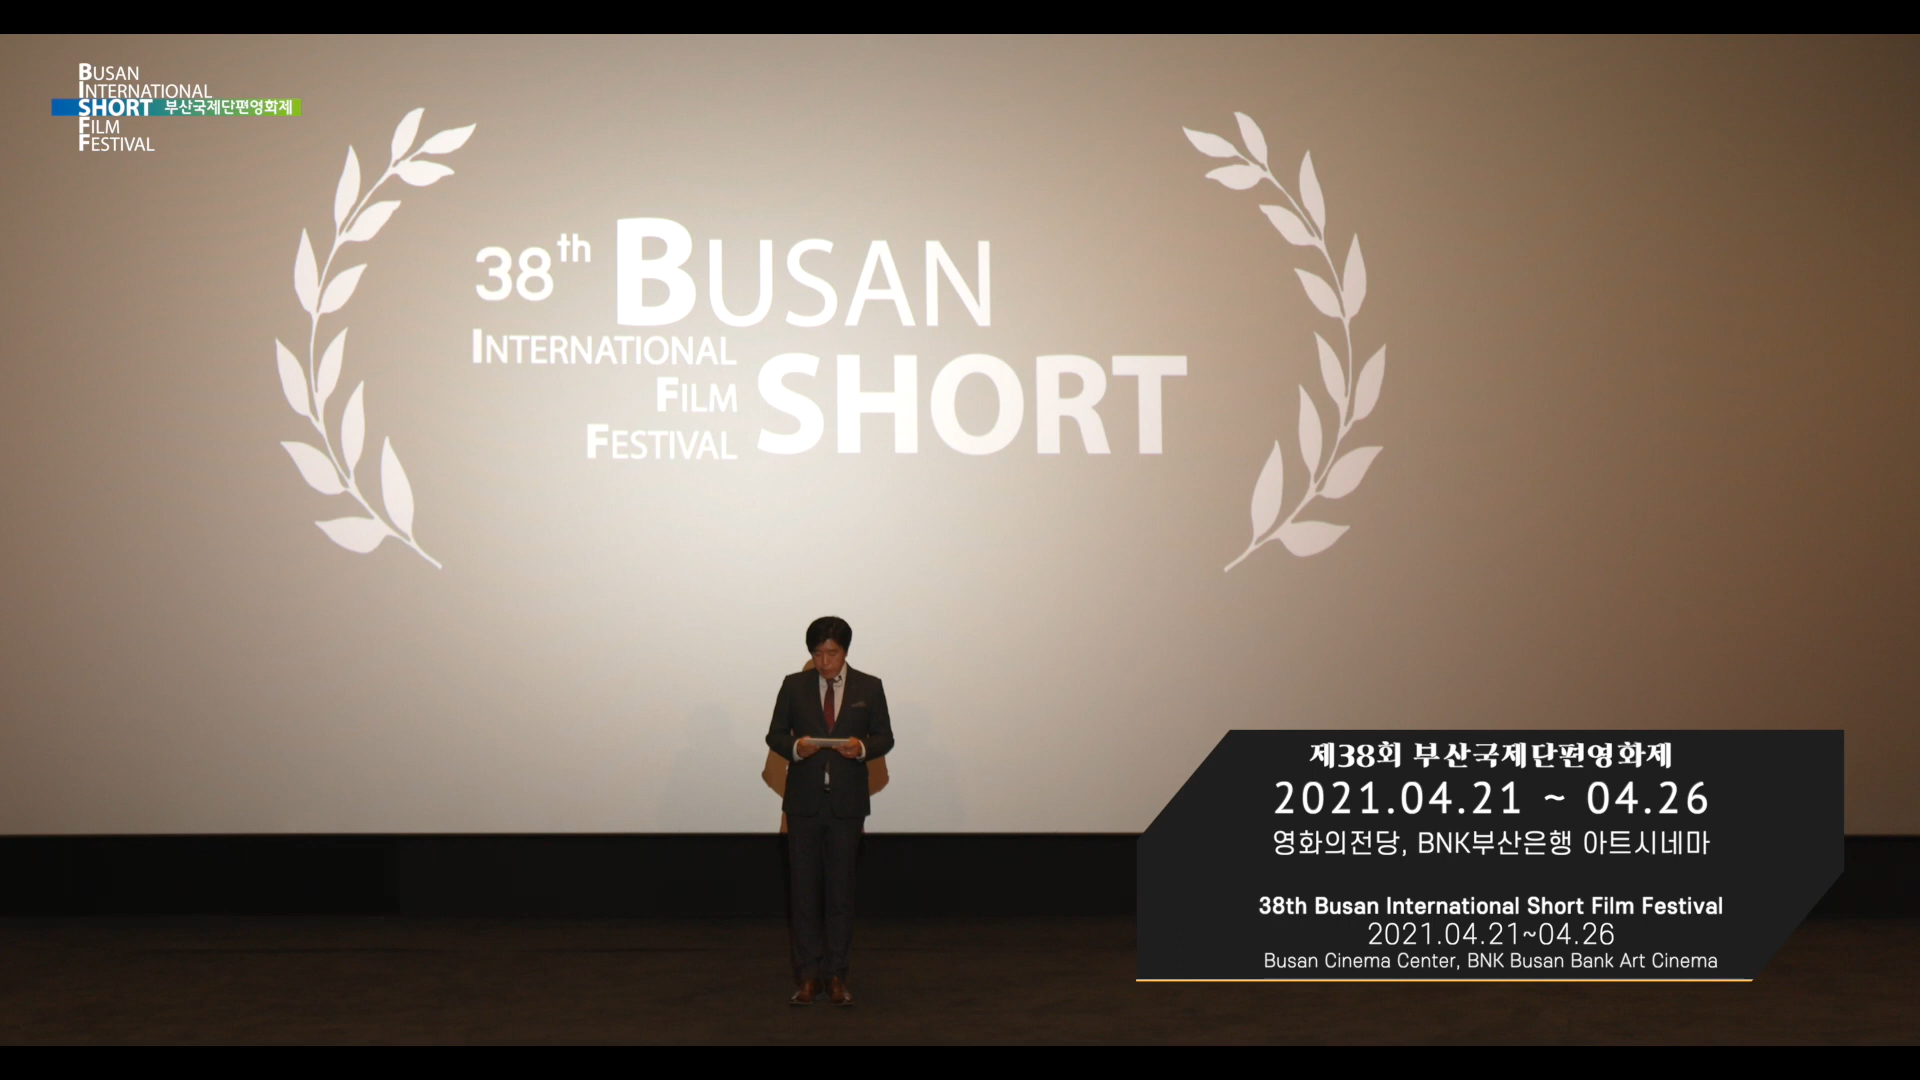 BUSAN
INTERNATIONAL
SHORT 부산국제단편영화제
FILM
FESTIVAL
38th BUSAN
INTERNATIONAL
FILM
FESTIVAL
SHORT
제38회 부산국제단편영화제
2021.04.21 ~ 04.26
영화의전당, BNK부산은행 아트시네마
38th Busan International Short Film Festival
2021.04.21~04.26
Busan Cinema Center, BNK Busan Bank Art Cinema